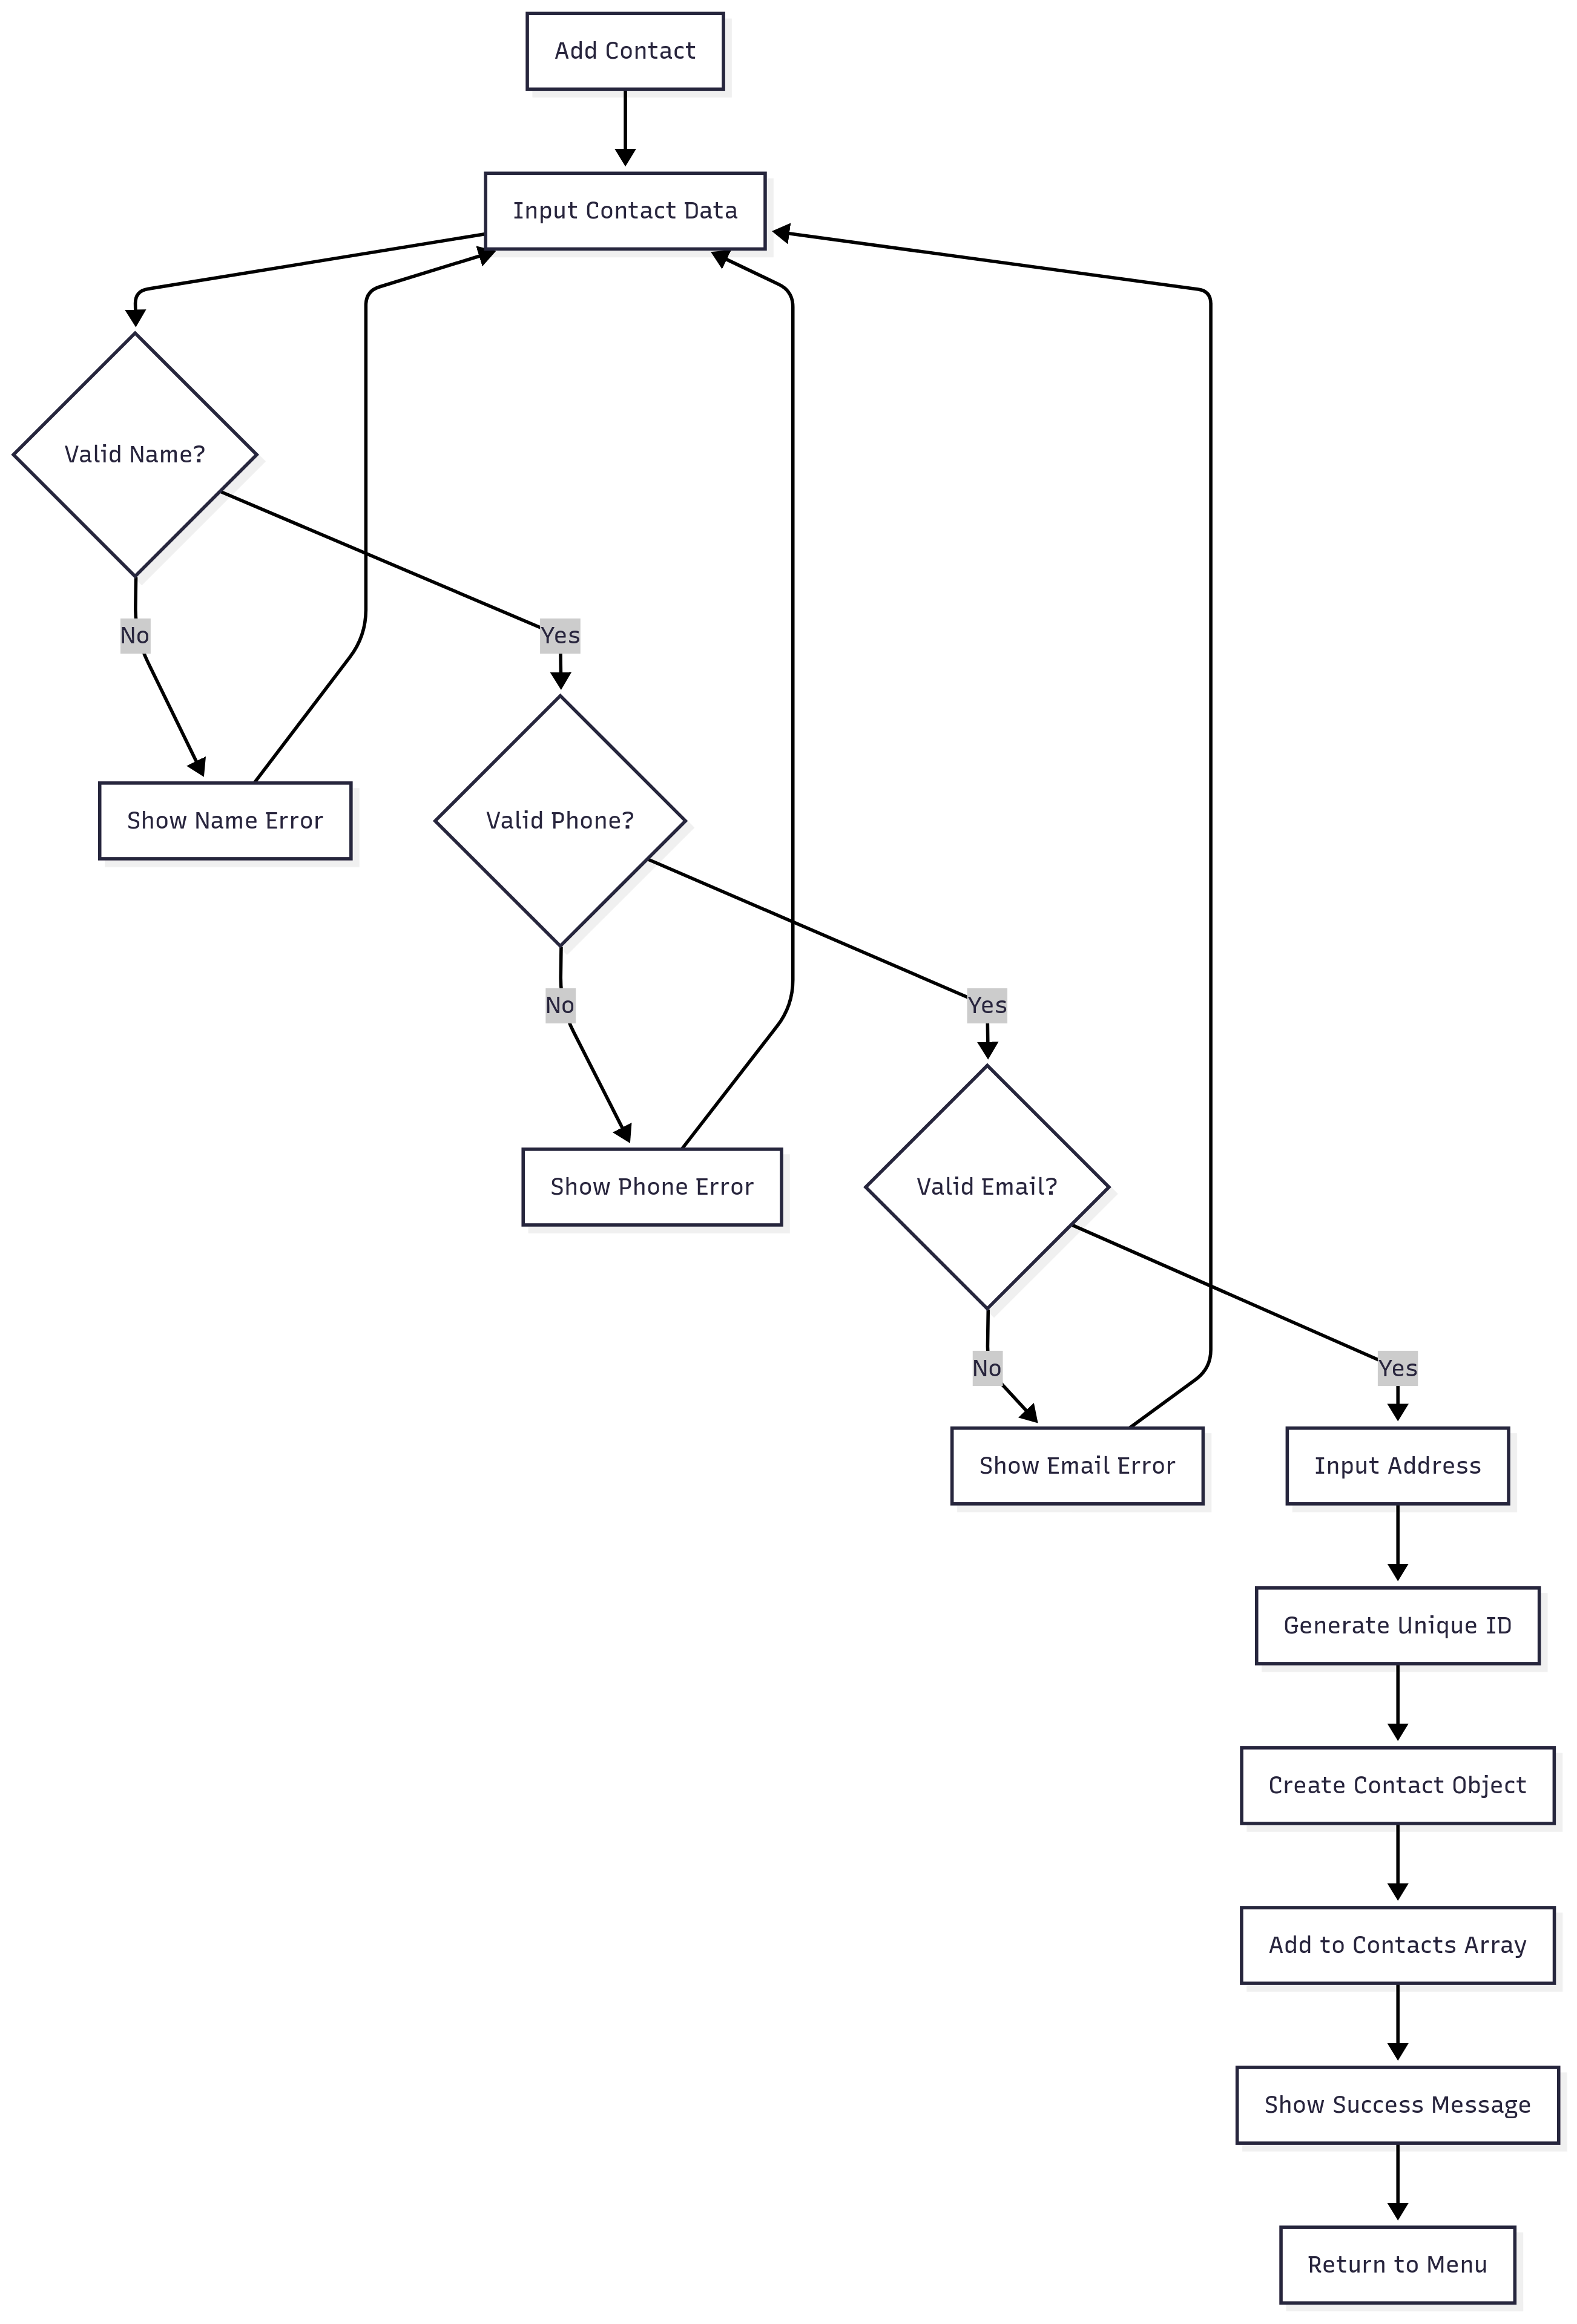 Add Contact
Input Contact Data
Valid Name?
No
Yes
Show Name Error
Valid Phone?
No
Yes
Show Phone Error
Valid Email?
No
Yes
Show Email Error
Input Address
Generate Unique ID
Create Contact Object
Add to Contacts Array
Show Success Message
Return to Menu